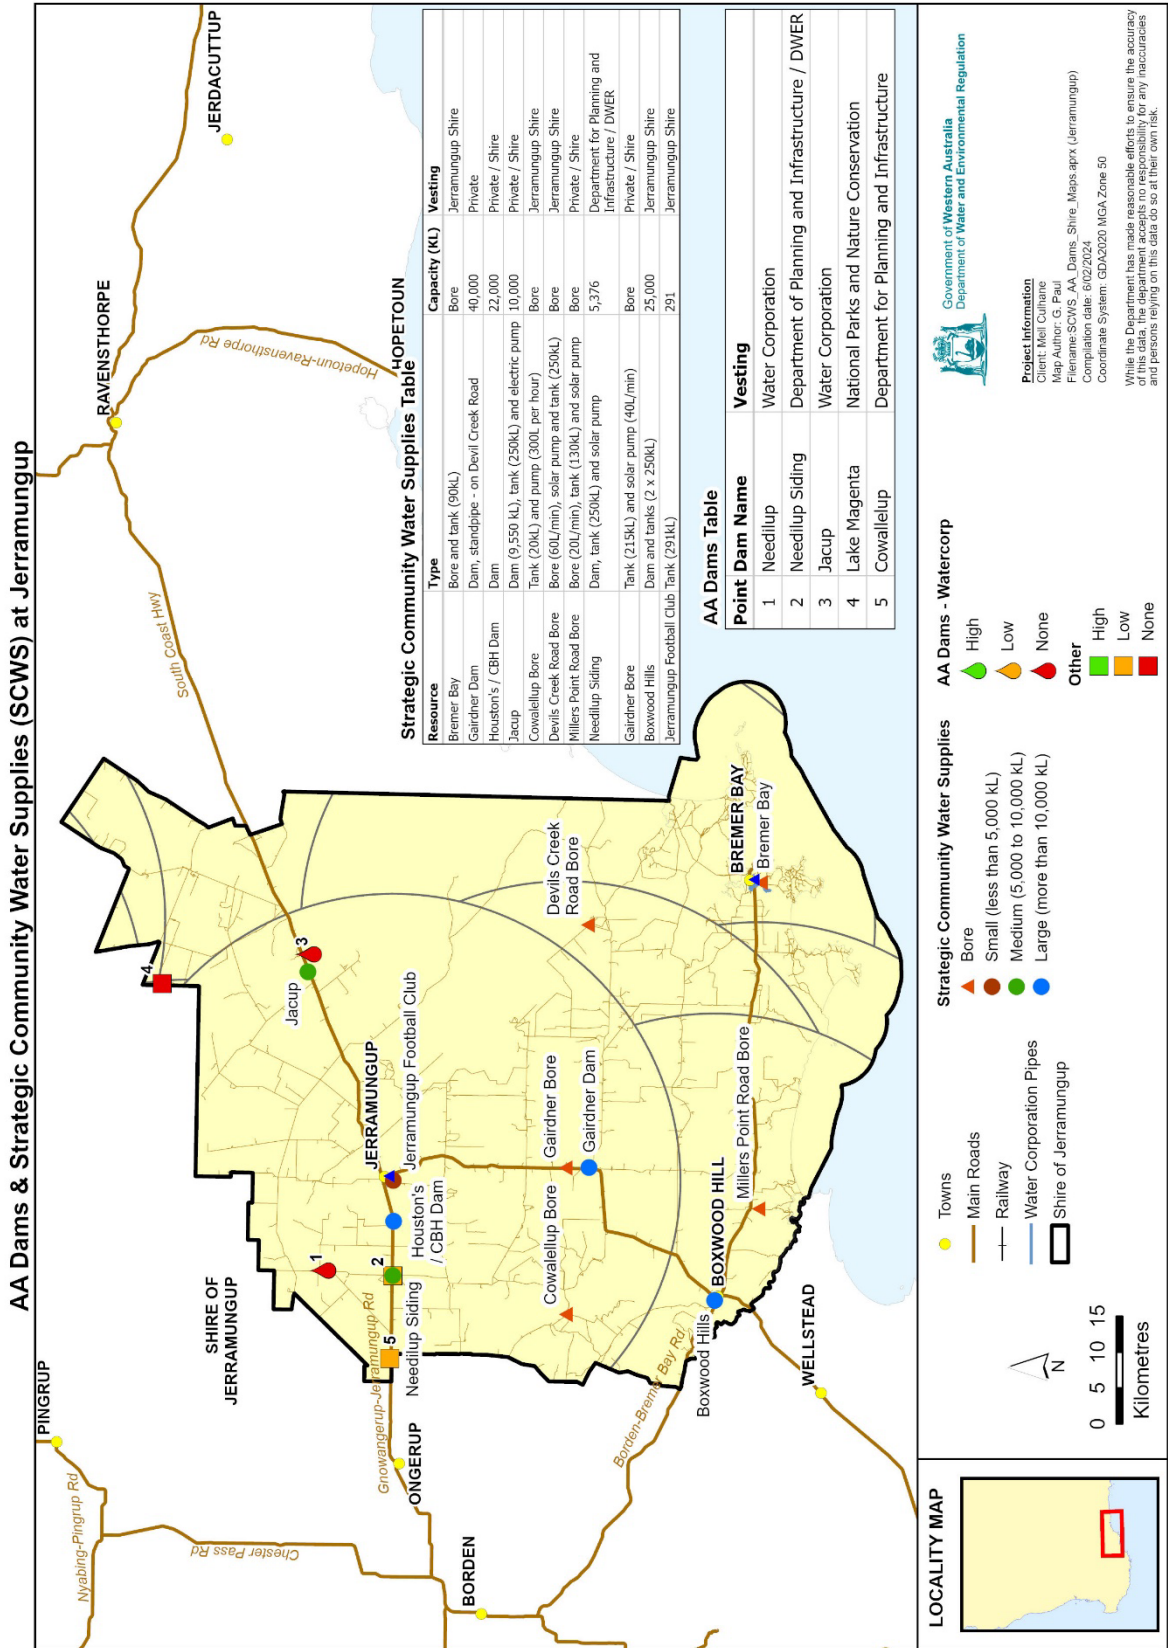 AA Dams & Strategic Community Water Supplies (SCWS) at Jerramungup
PINGRUP
Nyabing-Pingrup Rd
Chester Pass Rd
BORDEN
ONGERUP
Gnowangerup-Jerramungup Rd
SHIRE OF
JERRAMUNGUP
1
2
5
Needilup Siding
Houston's
/ CBH Dam
JERRAMUNGUP
Jerramungup Football Club
Jacup
3
4
South Coast Hwy
RAVENSTHORPE
Hopetoun-Ravensthorpe Rd
HOPETOUN
JERDACUTTUP
Cowalellup Bore
Gairdner Bore
Gairdner Dam
Devils Creek
Road Bore
Borden-Bremer Bay Rd
Boxwood Hills
BOXWOOD HILL
Millers Point Road Bore
BREMER BAY
Bremer Bay
WELLSTEAD
Strategic Community Water Supplies Table
Resource Type Capacity (KL) Vesting
Bremer Bay Bore and tank (90kL) Bore Jerramungup Shire
Gairdner Dam Dam, standpipe - on Devil Creek Road 40,000 Private
Houston's / CBH Dam Dam 22,000 Private / Shire
Jacup Dam (9,550 kL), tank (250kL) and electric pump 10,000 Private / Shire
Cowalellup Bore Tank (20kL) and pump (300L per hour) Bore Jerramungup Shire
Devils Creek Road Bore Bore (60L/min), solar pump and tank (250kL) Bore Jerramungup Shire
Millers Point Road Bore Bore (20L/min), tank (130kL) and solar pump Bore Private / Shire
Needilup Siding Dam, tank (250kL) and solar pump 5,376 Department for Planning and
Infrastructure / DWER
Gairdner Bore Tank (215kL) and solar pump (40L/min) Bore Private / Shire
Boxwood Hills Dam and tanks (2 x 250kL) 25,000 Jerramungup Shire
Jerramungup Football Club Tank (291kL) 291 Jerramungup Shire
AA Dams Table
Point Dam Name Vesting
1 Needilup Water Corporation
2 Needilup Siding Department of Planning and Infrastructure / DWER
3 Jacup Water Corporation
4 Lake Magenta National Parks and Nature Conservation
5 Cowallelup Department for Planning and Infrastructure
LOCALITY MAP
0 5 10 15
Kilometres
N
Towns
Main Roads
Railway
Water Corporation Pipes
Shire of Jerramungup
Strategic Community Water Supplies
Bore
Small (less than 5,000 kL)
Medium (5,000 to 10,000 kL)
Large (more than 10,000 kL)
AA Dams - Watercorp
High
Low
None
Other
High
Low
None
Government of Western Australia
Department of Water and Environmental Regulation
Project Information
Client: Mell Culhane
Map Author: G. Paul
Filename:SCWS_AA_Dams_Shire_Maps.aprx (Jerramungup)
Compilation date: 6/02/2024
Coordinate System: GDA2020 MGA Zone 50
While the Department has made reasonable efforts to ensure the accuracy
of this data, the department accepts no responsibility for any inaccuracies
and persons relying on this data do so at their own risk.